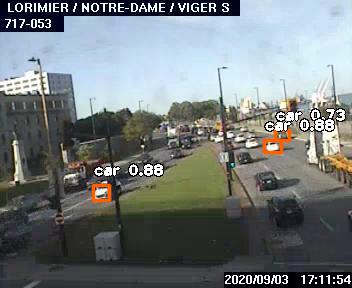 LORIMIER / NOTRE-DAME / VIGER S
717-053
car 0.73
car 0.88
car 0.88
2020/09/03 17:11:54